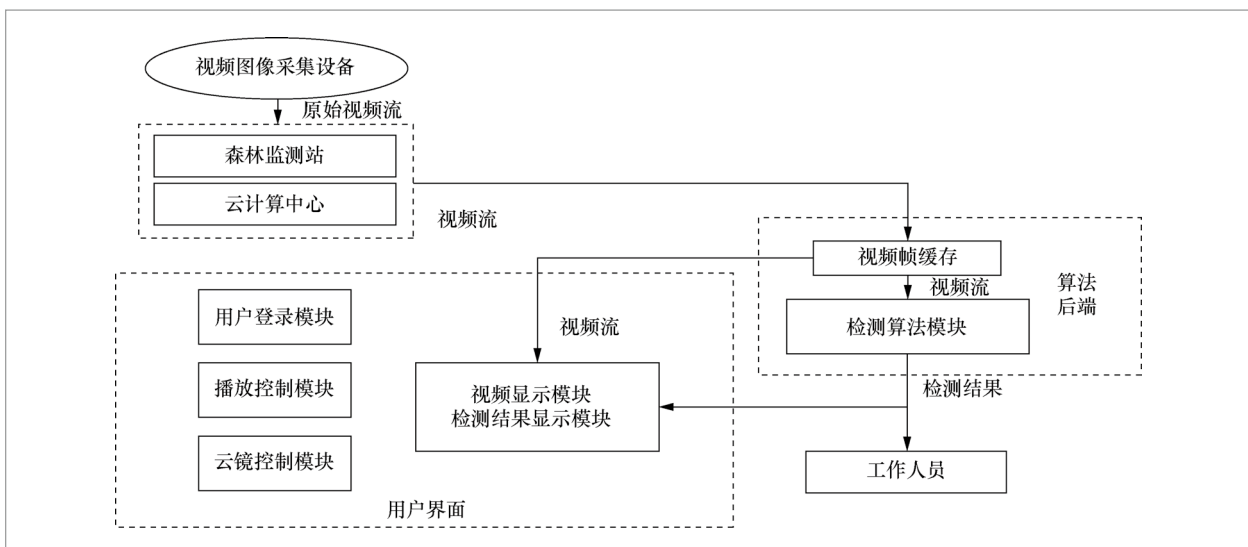 视频图像采集设备
原始视频流
森林监测站
云计算中心
视频流
视频帧缓存
视频流
算法
后端
检测算法模块
检测结果
工作人员
用户登录模块
播放控制模块
云镜控制模块
视频流
视频显示模块
检测结果显示模块
用户界面